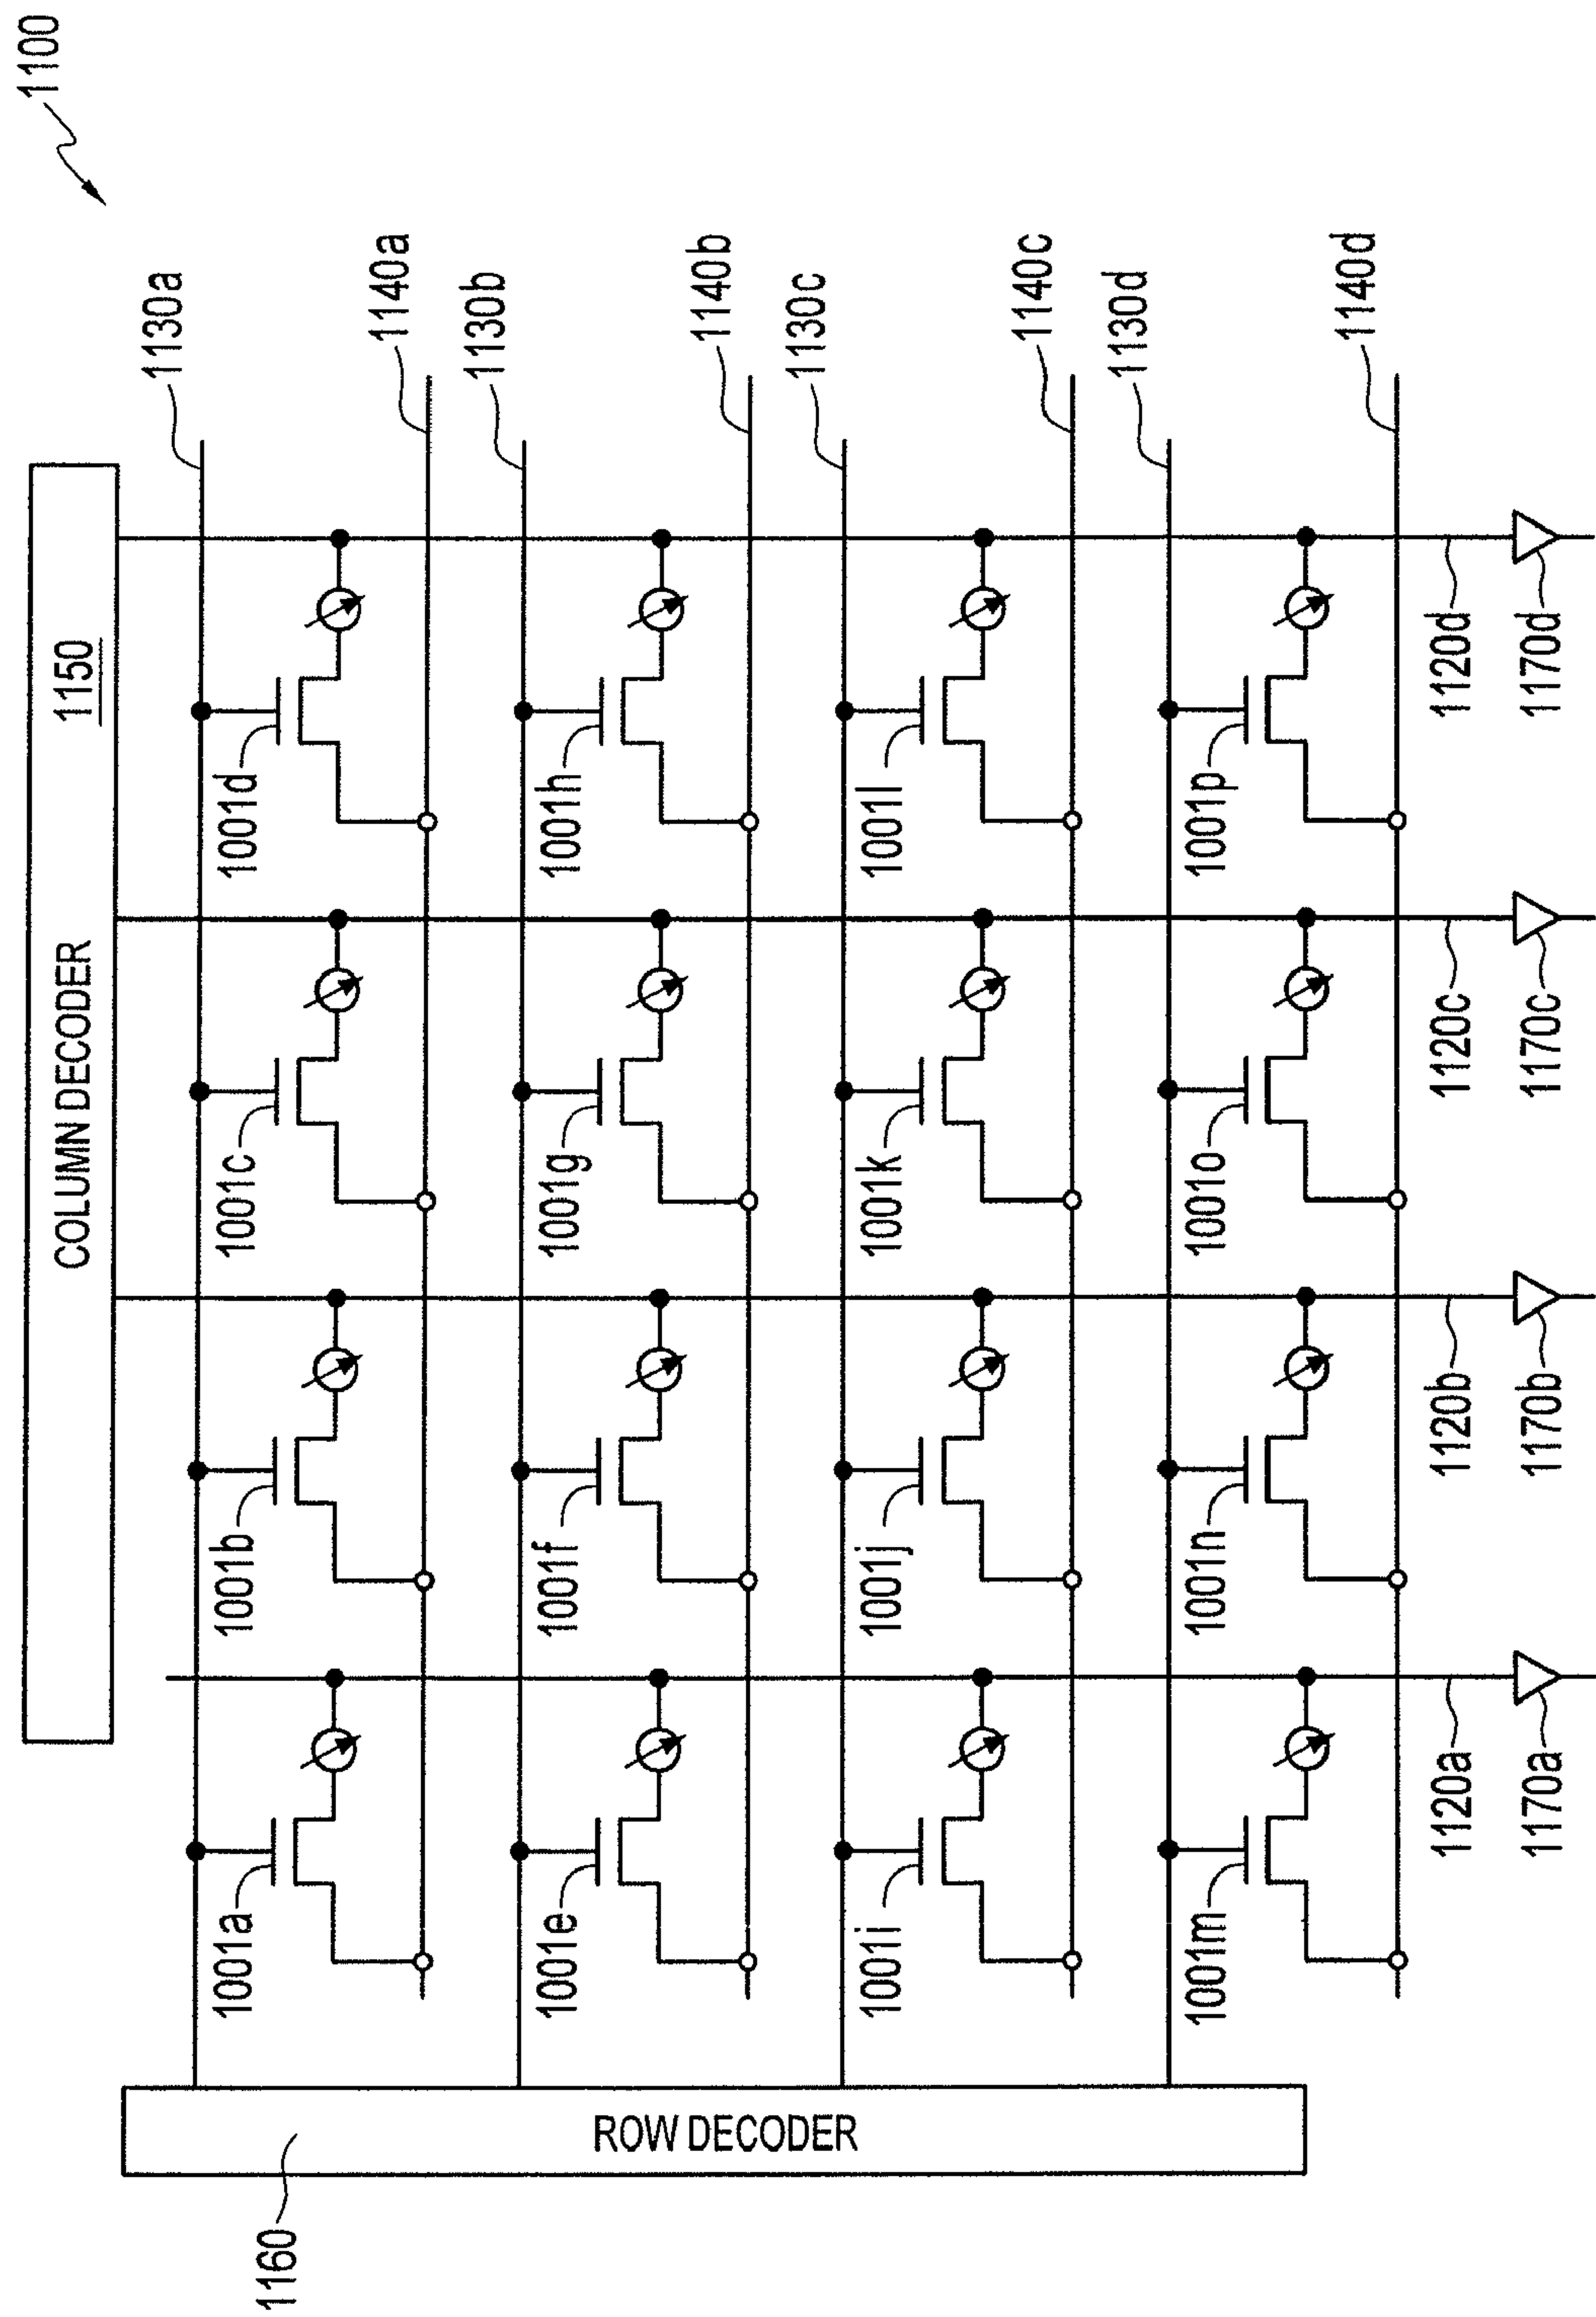 1100
COLUMN DECODER
1150
1130a
1140a
1130b
1140b
1130c
1140c
1130d
1140d
1001a
1001b
1001c
1001d
1001e
1001f
1001g
1001h
1001i
1001j
1001k
1001l
1001m
1001n
1001o
1001p
1120a
1120b
1120c
1120d
1170a
1170b
1170c
1170d
ROW DECODER
1160